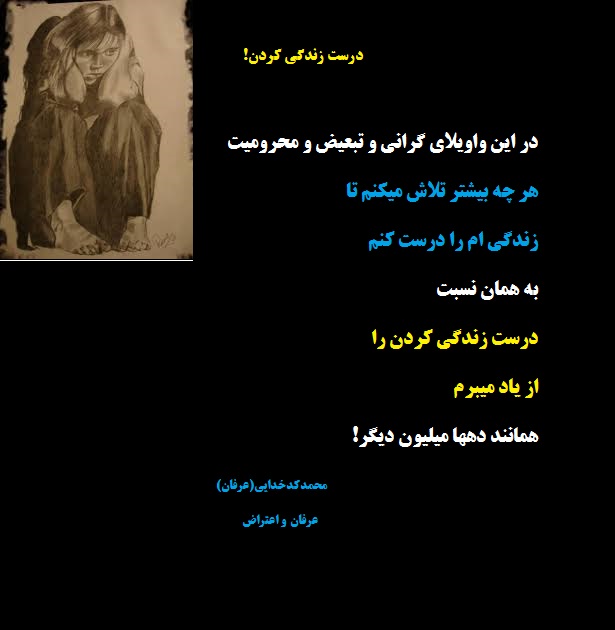 درست زندگی کردن!
در این واویلای گرانی و تبعیض و محرومیت
هر چه بیشتر تلاش میکنم تا
زندگی ام را درست کنم
به همان نسبت
درست زندگی کردن را
از یاد میبرم
همانند دهها میلیون دیگر!
محمدکدخدایی(عرفان)
عرفان و اعتراض